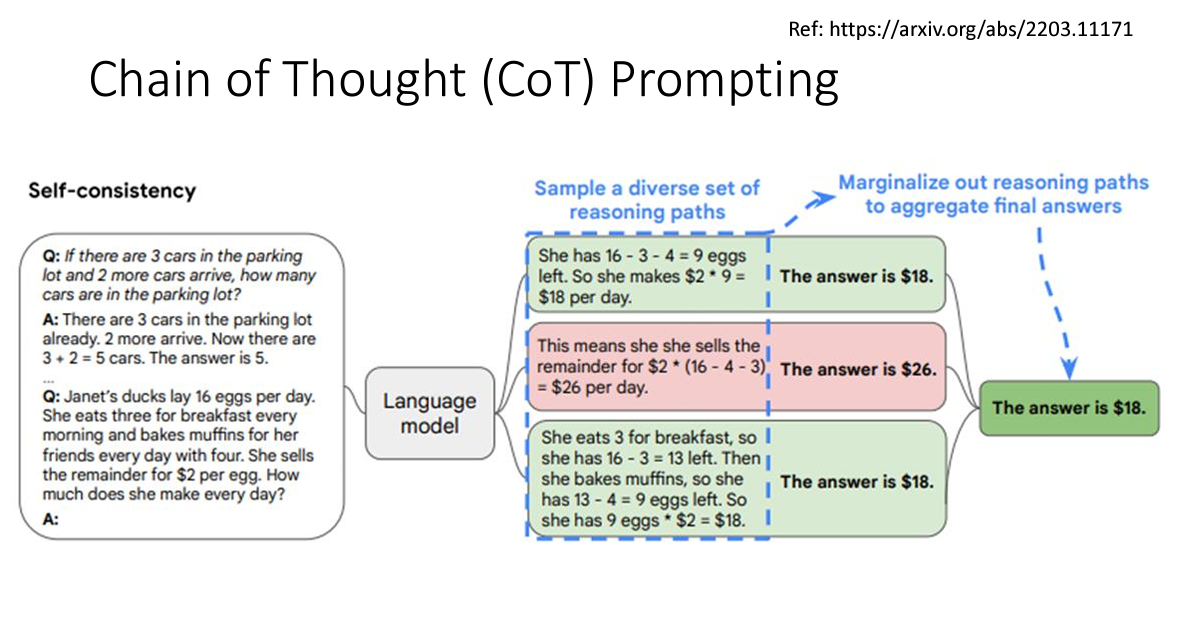 Ref: https://arxiv.org/abs/2203.11171
Chain of Thought (CoT) Prompting
Self-consistency
Q: If there are 3 cars in the parking
lot and 2 more cars arrive, how many
cars are in the parking lot?
A: There are 3 cars in the parking lot
already. 2 more arrive. Now there are
3 + 2 = 5 cars. The answer is 5.
...
Q: Janet's ducks lay 16 eggs per day.
She eats three for breakfast every
morning and bakes muffins for her
friends every day with four. She sells
the remainder for $2 per egg. How
much does she make every day?
A:
Language
model
Sample a diverse set of
reasoning paths
She has 16 - 3 - 4 = 9 eggs
left. So she makes $2 * 9 =
$18 per day.
The answer is $18.
This means she she sells the
remainder for $2 * (16 - 4 - 3)
= $26 per day.
The answer is $26.
She eats 3 for breakfast, so
she has 16 - 3 = 13 left. Then
she bakes muffins, so she
has 13 - 4 = 9 eggs left. So
she has 9 eggs * $2 = $18.
The answer is $18.
Marginalize out reasoning paths
to aggregate final answers
The answer is $18.